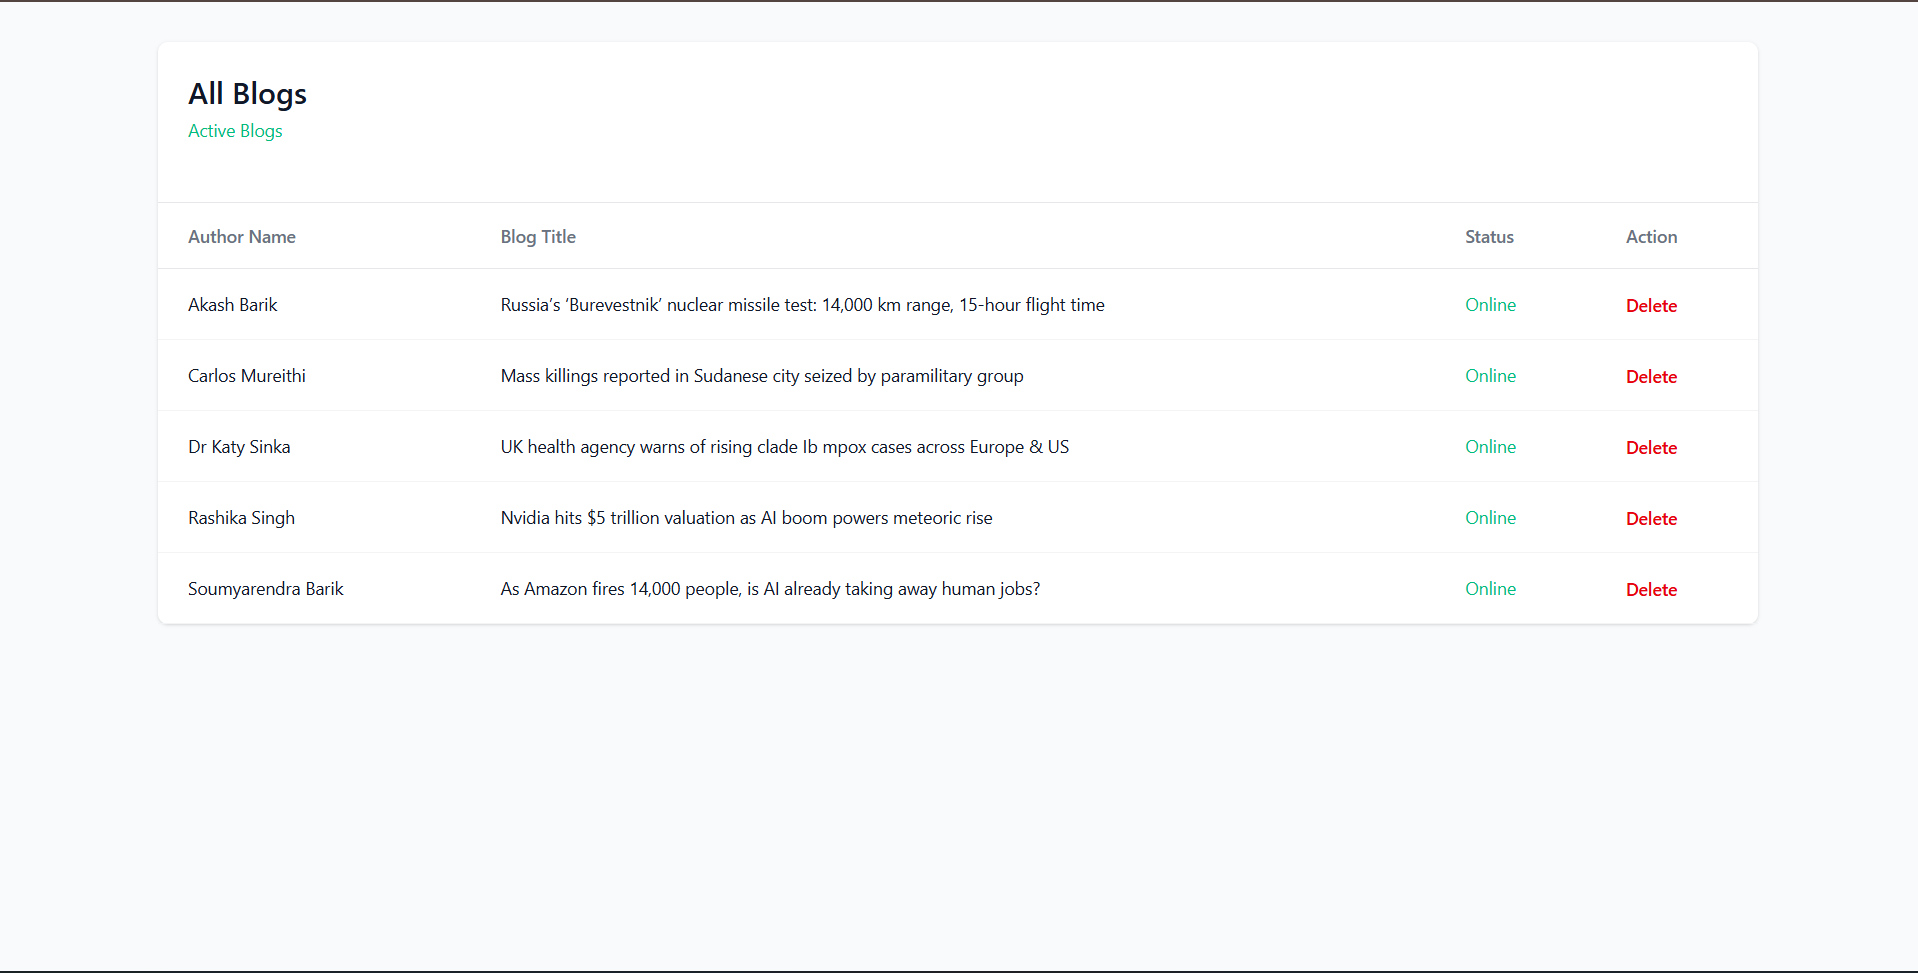 All Blogs
Active Blogs
Author Name Blog Title Status Action
Akash Barik Russia’s ‘Burevestnik’ nuclear missile test: 14,000 km range, 15-hour flight time Online Delete
Carlos Mureithi Mass killings reported in Sudanese city seized by paramilitary group Online Delete
Dr Katy Sinka UK health agency warns of rising clade Ib mpox cases across Europe & US Online Delete
Rashika Singh Nvidia hits $5 trillion valuation as AI boom powers meteoric rise Online Delete
Soumyarendra Barik As Amazon fires 14,000 people, is AI already taking away human jobs? Online Delete